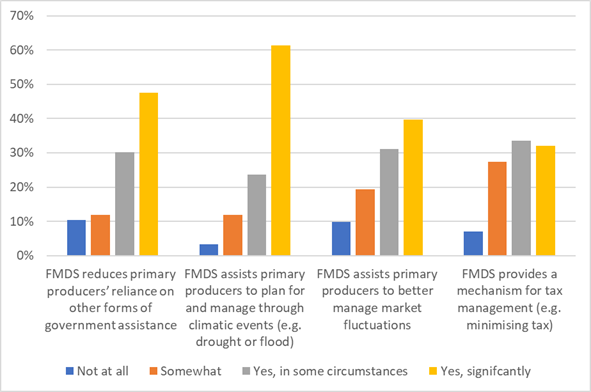 70%
60%
50%
40%
30%
20%
10%
0%
FMDS reduces primary
producers' reliance on
other forms of
government assistance
FMDS assists primary
producers to plan for
and manage through
climatic events (e.g.
drought or flood)
FMDS assists primary
producers to better
manage market
fluctuations
FMDS provides a
mechanism for tax
management (e.g.
minimising tax)
Not at all
Somewhat
Yes, in some circumstances
Yes, signifcantly